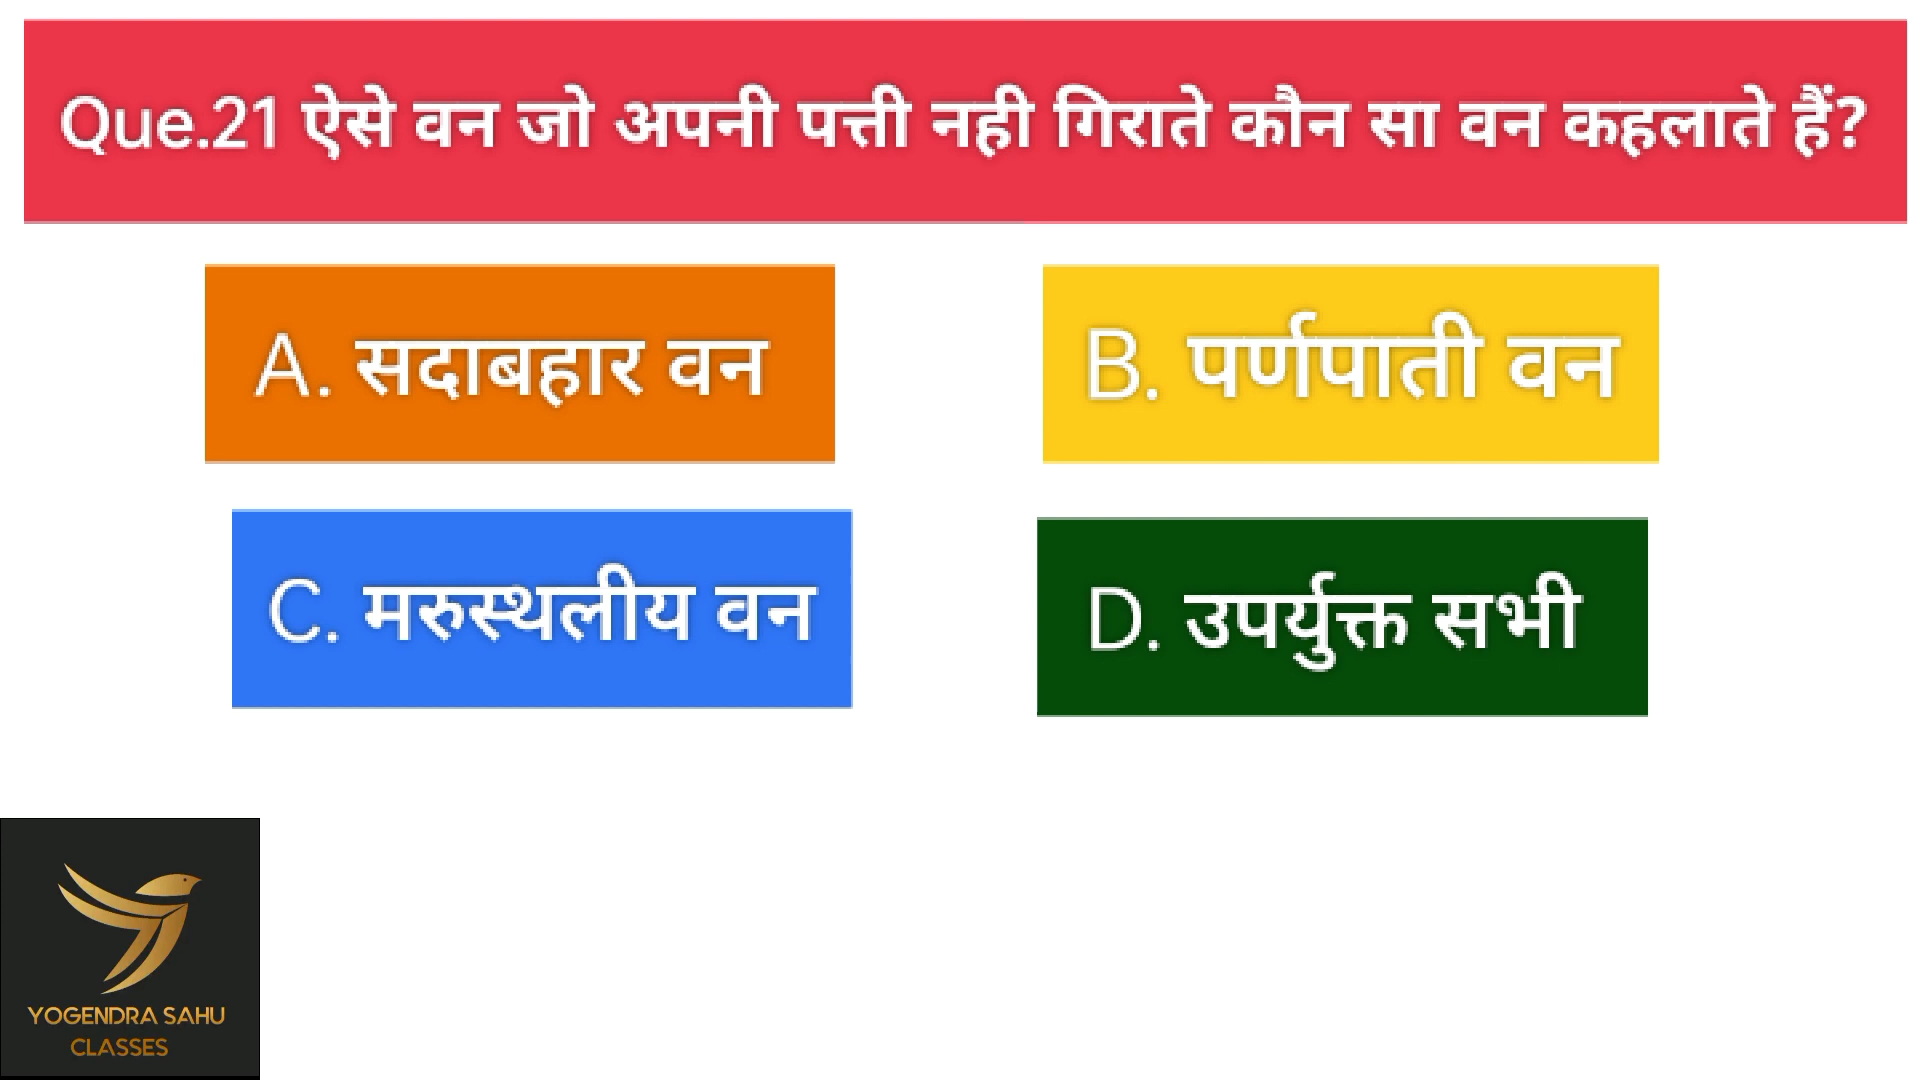 Que.21 ऐसे वन जो अपनी पत्ती नही गिराते कौन सा वन कहलाते हैं?
A. सदाबहार वन
B. पर्णपाती वन
C. मरुस्थलीय वन
D. उपर्युक्त सभी
YOGENDRA SAHU
CLASSES